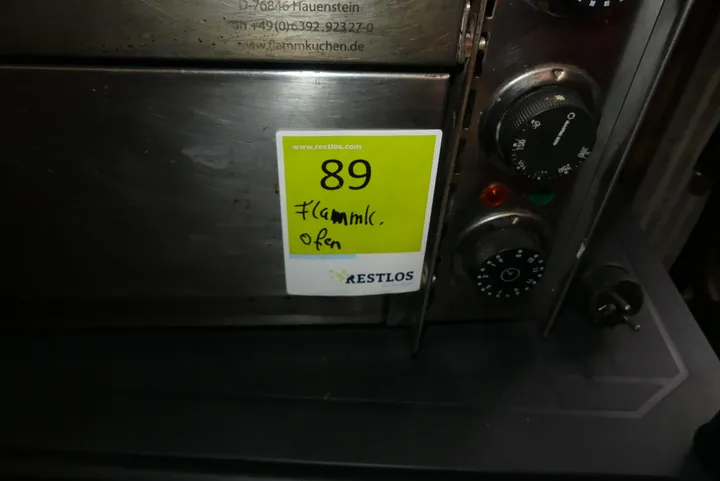 D-76846 Hauenstein
+49(0)6392.92327-0
www.flammkuchen.de
www.restlos.com
89
Flammk.
Ofen
RESTLOS